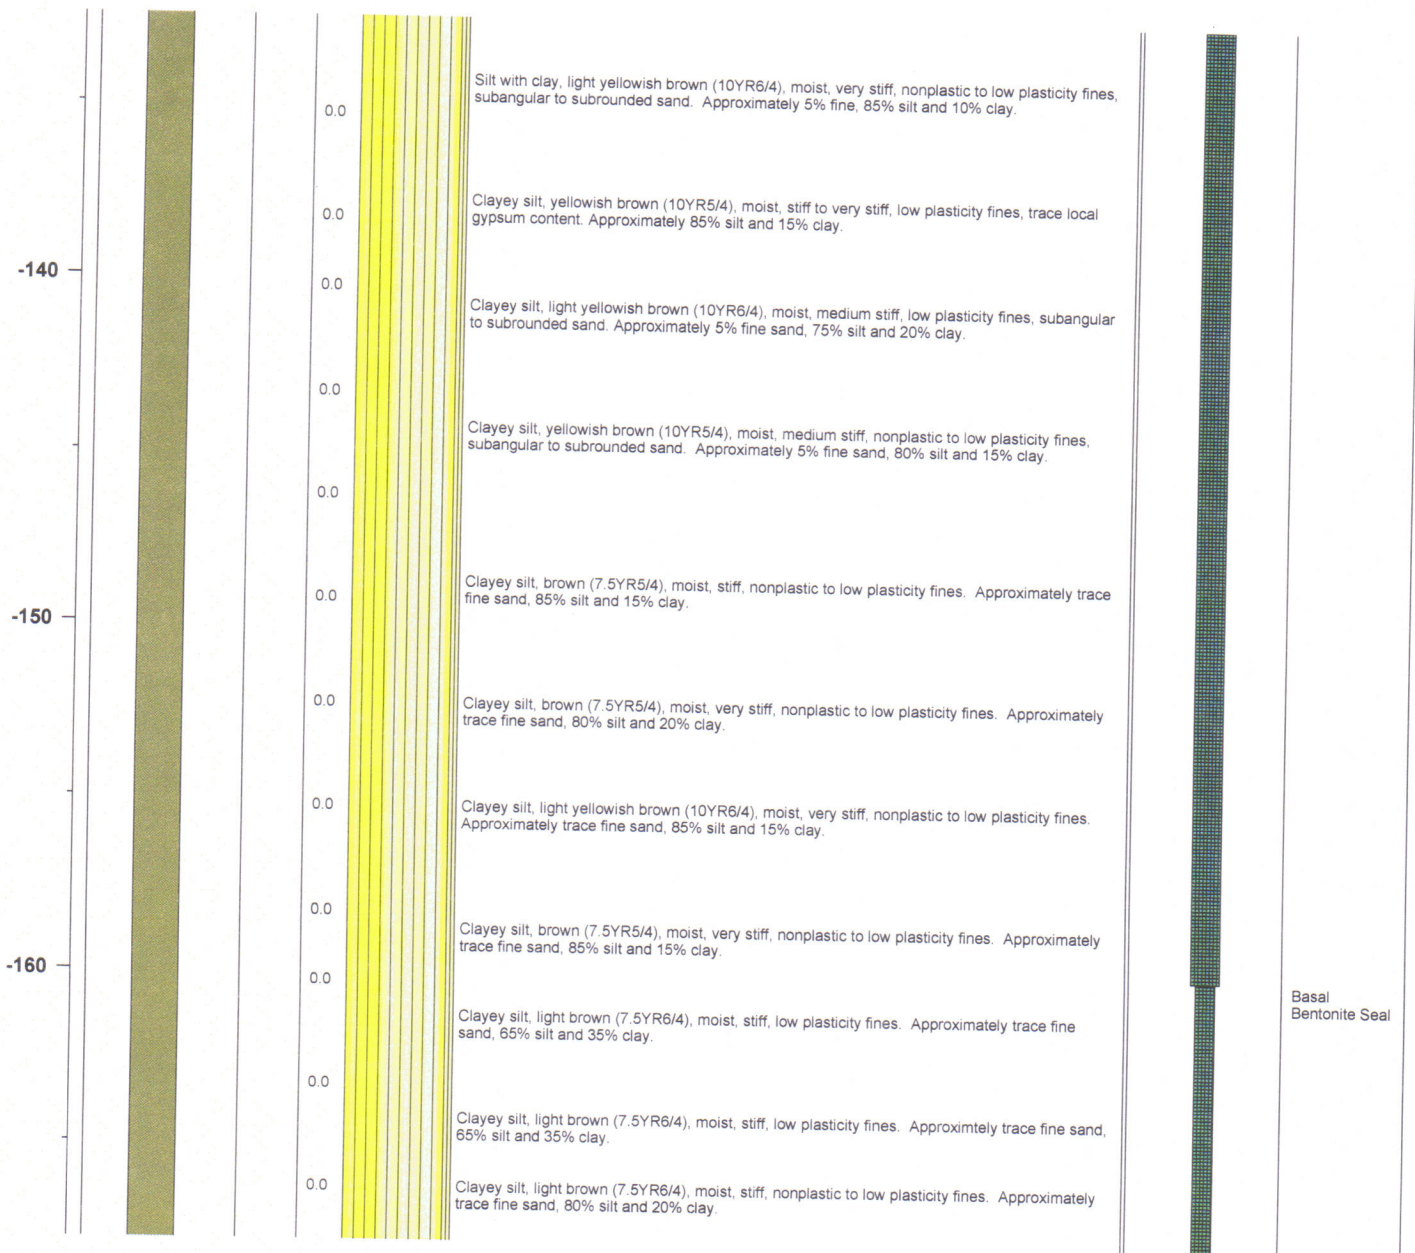 Silt with clay, light yellowish brown (10YR6/4), moist, very stiff, nonplastic to low plasticity fines,
subangular to subrounded sand. Approximately 5% fine, 85% silt and 10% clay.
0.0
0.0
Clayey silt, yellowish brown (10YR5/4), moist, stiff to very stiff, low plasticity fines, trace local
gypsum content. Approximately 85% silt and 15% clay.
-140
0.0
Clayey silt, light yellowish brown (10YR6/4), moist, medium stiff, low plasticity fines, subangular
to subrounded sand. Approximately 5% fine sand, 75% silt and 20% clay.
0.0
Clayey silt, yellowish brown (10YR5/4), moist, medium stiff, nonplastic to low plasticity fines,
subangular to subrounded sand. Approximately 5% fine sand, 80% silt and 15% clay.
0.0
0.0
Clayey silt, brown (7.5YR5/4), moist, stiff, nonplastic to low plasticity fines. Approximately trace
fine sand, 85% silt and 15% clay.
-150
0.0
Clayey silt, brown (7.5YR5/4), moist, very stiff, nonplastic to low plasticity fines. Approximately
trace fine sand, 80% silt and 20% clay.
0.0
Clayey silt, light yellowish brown (10YR6/4), moist, very stiff, nonplastic to low plasticity fines.
Approximately trace fine sand, 85% silt and 15% clay.
0.0
Clayey silt, brown (7.5YR5/4), moist, very stiff, nonplastic to low plasticity fines. Approximately
trace fine sand, 85% silt and 15% clay.
-160
0.0
Basal
Bentonite Seal
Clayey silt, light brown (7.5YR6/4), moist, stiff, low plasticity fines. Approximately trace fine
sand, 65% silt and 35% clay.
0.0
Clayey silt, light brown (7.5YR6/4), moist, stiff, low plasticity fines. Approximtely trace fine sand,
65% silt and 35% clay.
0.0
Clayey silt, light brown (7.5YR6/4), moist, stiff, nonplastic to low plasticity fines. Approximately
trace fine sand, 80% silt and 20% clay.